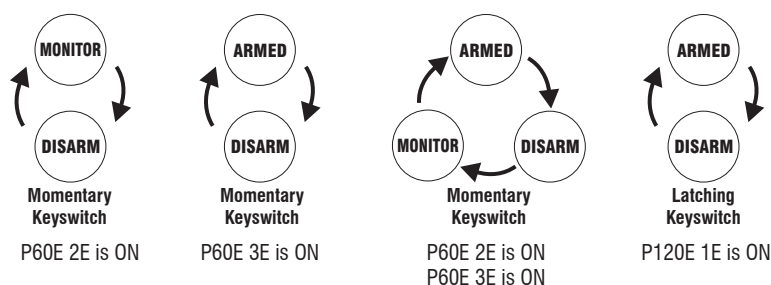 MONITOR
DISARM
Momentary
Keyswitch
P60E 2E is ON
ARMED
DISARM
Momentary
Keyswitch
P60E 3E is ON
ARMED
MONITOR
DISARM
Momentary
Keyswitch
P60E 2E is ON
P60E 3E is ON
ARMED
DISARM
Latching
Keyswitch
P120E 1E is ON